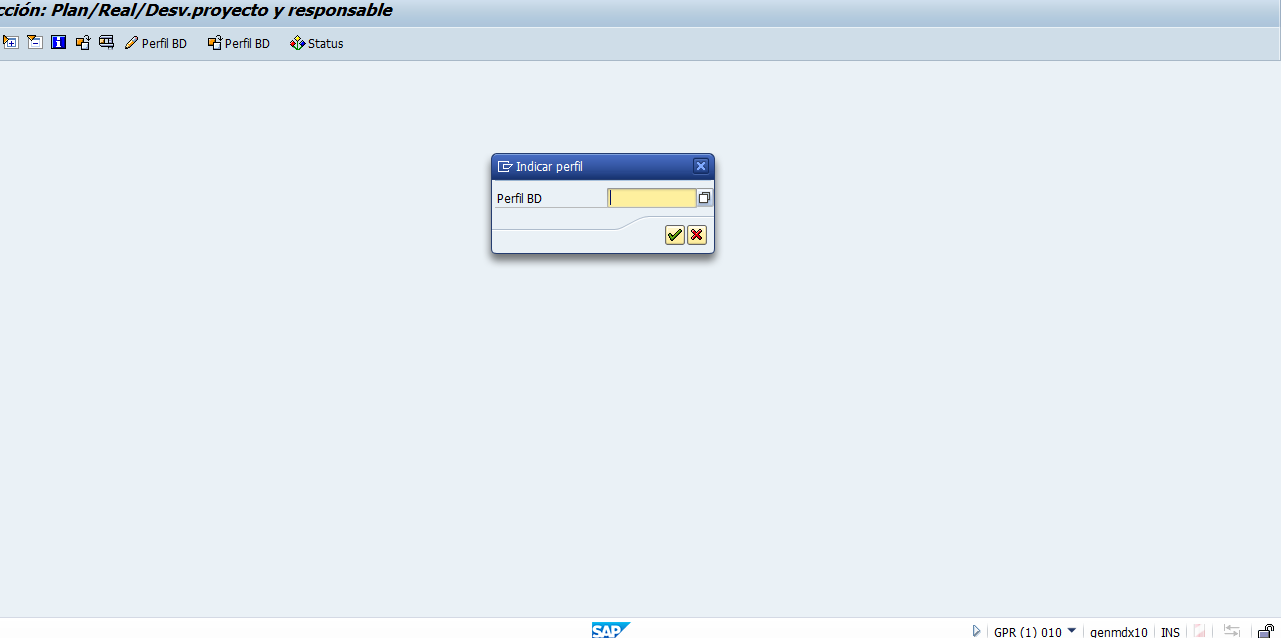 cción: Plan/Real/Desv.proyecto y responsable
Perfil BD Perfil BD Status
Indicar perfil
Perfil BD
SAP
GPR (1) 010 genmdx10 INS